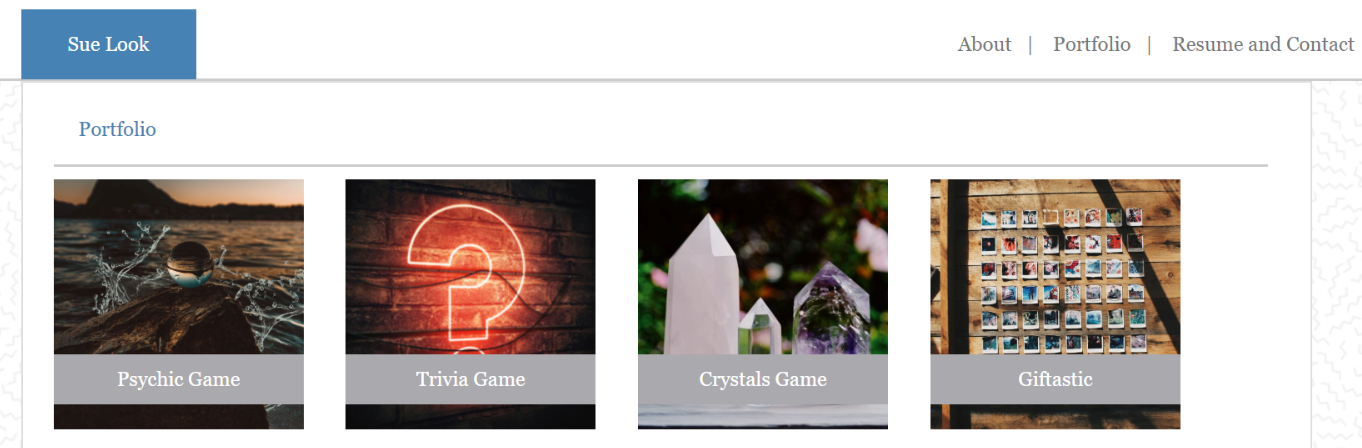 Sue Look
About | Portfolio | Resume and Contact
Portfolio
Psychic Game
Trivia Game
Crystals Game
Giftastic